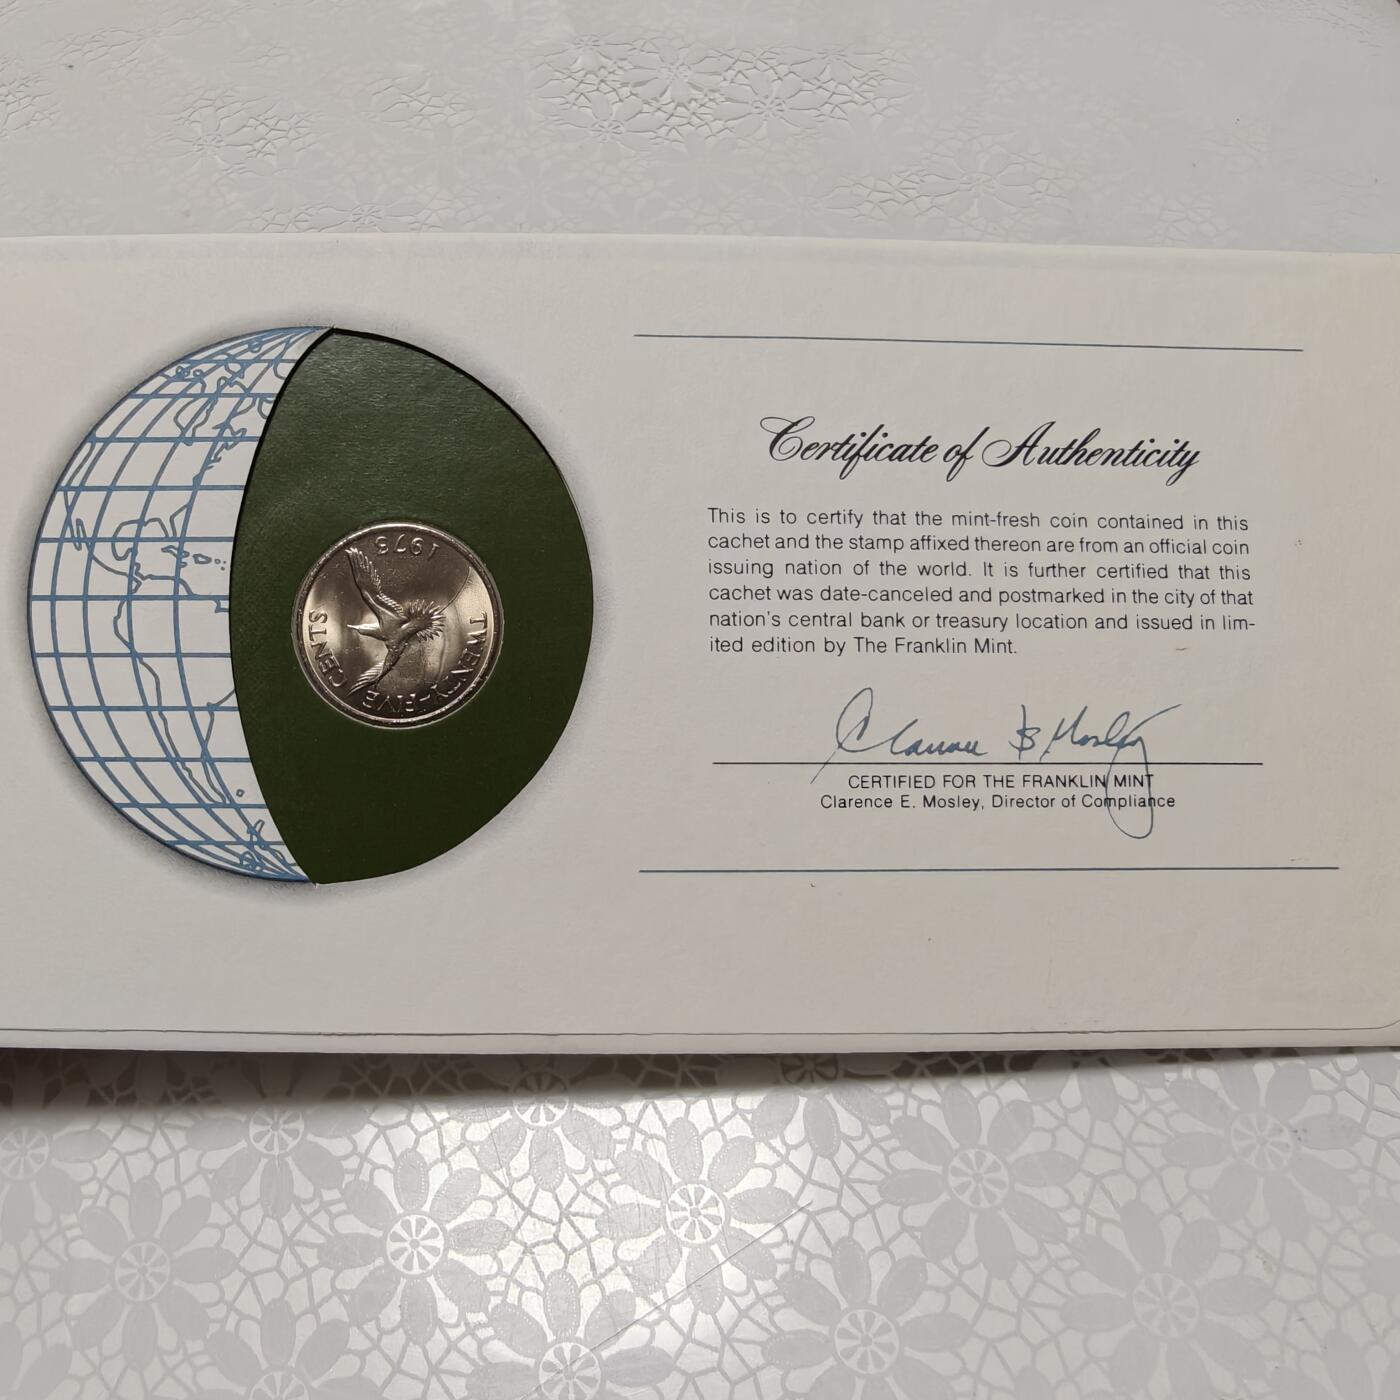 1973
TWENTY-FIVE CENTS
Certificate of Authenticity
This is to certify that the mint-fresh coin contained in this
cachet and the stamp affixed thereon are from an official coin
issuing nation of the world. It is further certified that this
cachet was date-canceled and postmarked in the city of that
nation's central bank or treasury location and issued in lim-
ited edition by The Franklin Mint.
CERTIFIED FOR THE FRANKLIN MINT
Clarence E. Mosley, Director of Compliance